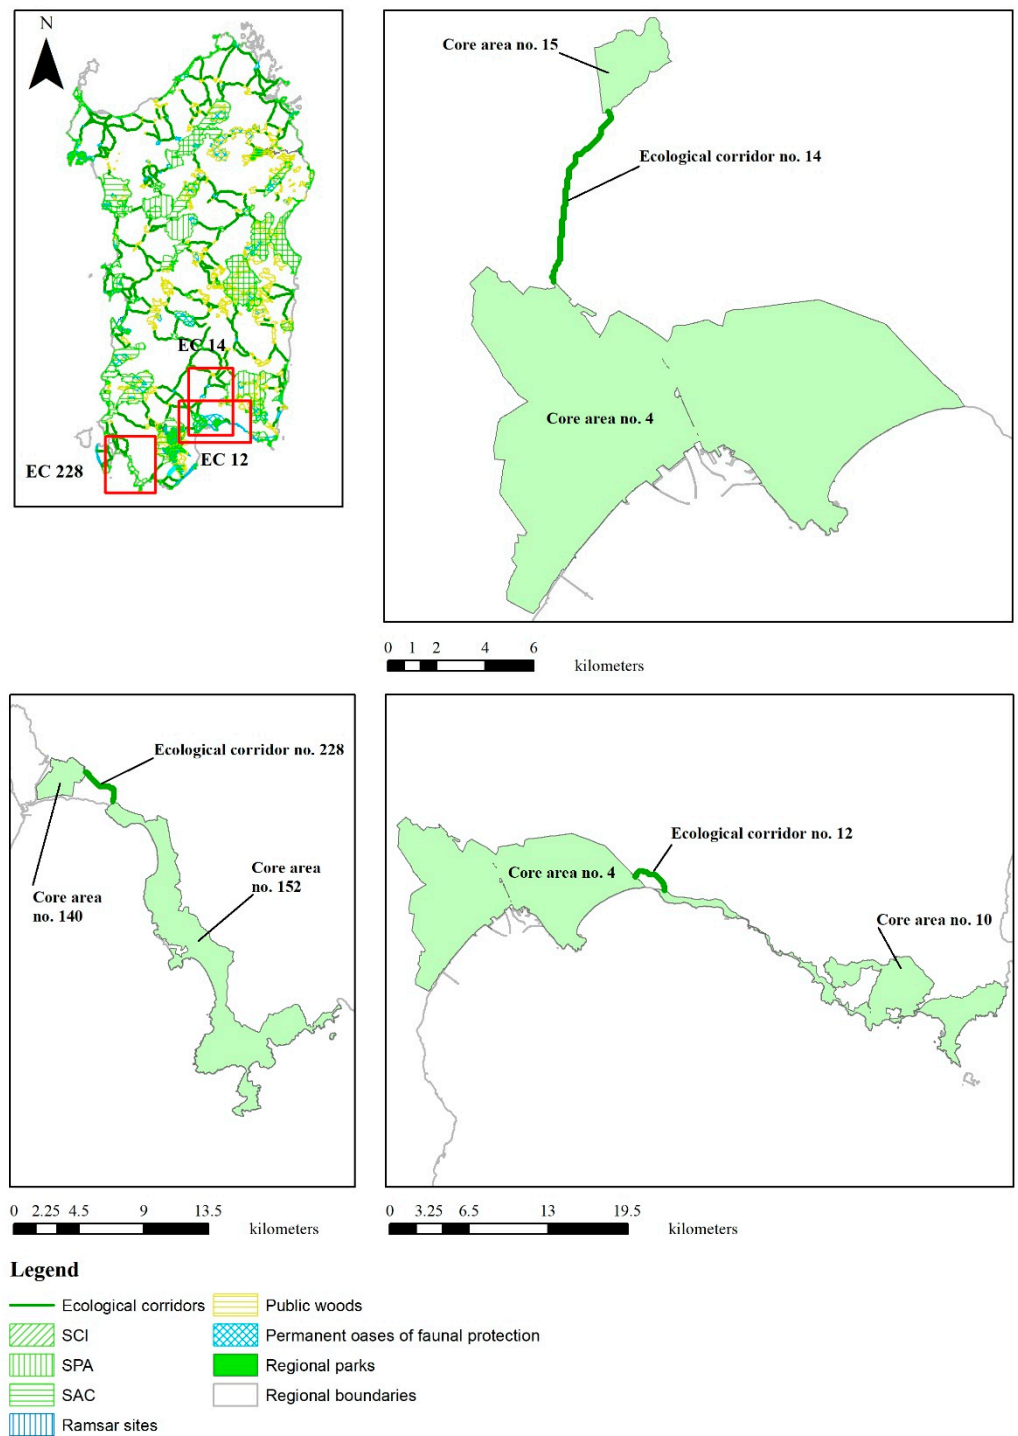 N
EC 14
EC 12
EC 228
Core area no. 15
Ecological corridor no. 14
Core area no. 4
0 1 2 4 6
kilometers
Ecological corridor no. 228
Core area
no. 152
Core area
no. 140
0 2.25 4.5 9 13.5
kilometers
Ecological corridor no. 12
Core area no. 4
Core area no. 10
0 3.25 6.5 13 19.5
kilometers
Legend
Ecological corridors
SCI
SPA
SAC
Ramsar sites
Public woods
Permanent oases of faunal protection
Regional parks
Regional boundaries